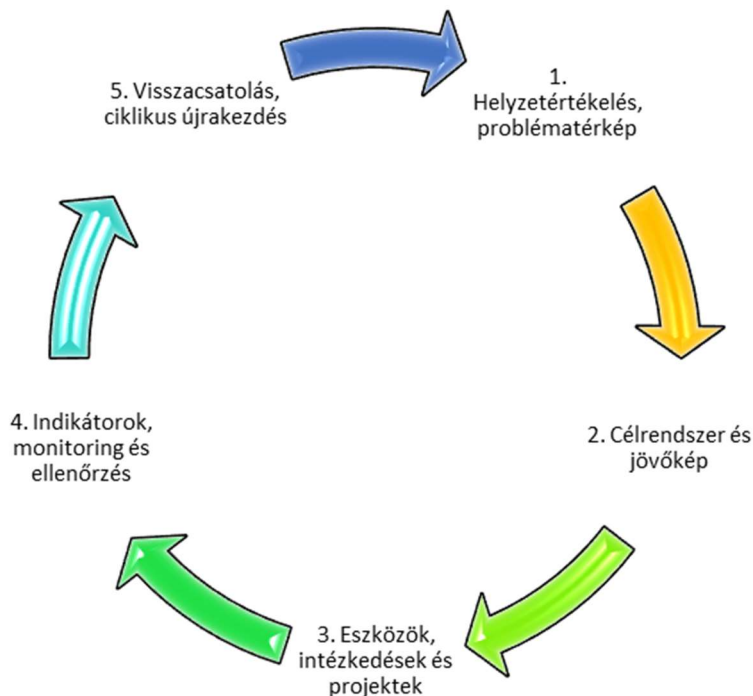 1.
Helyzetértékelés,
problématérkép
2. Célrendszer és
jövőkép
3. Eszközök,
intézkedések és
projektek
4. Indikátorok,
monitoring és
ellenőrzés
5. Visszacsatolás,
ciklikus újrakezdés